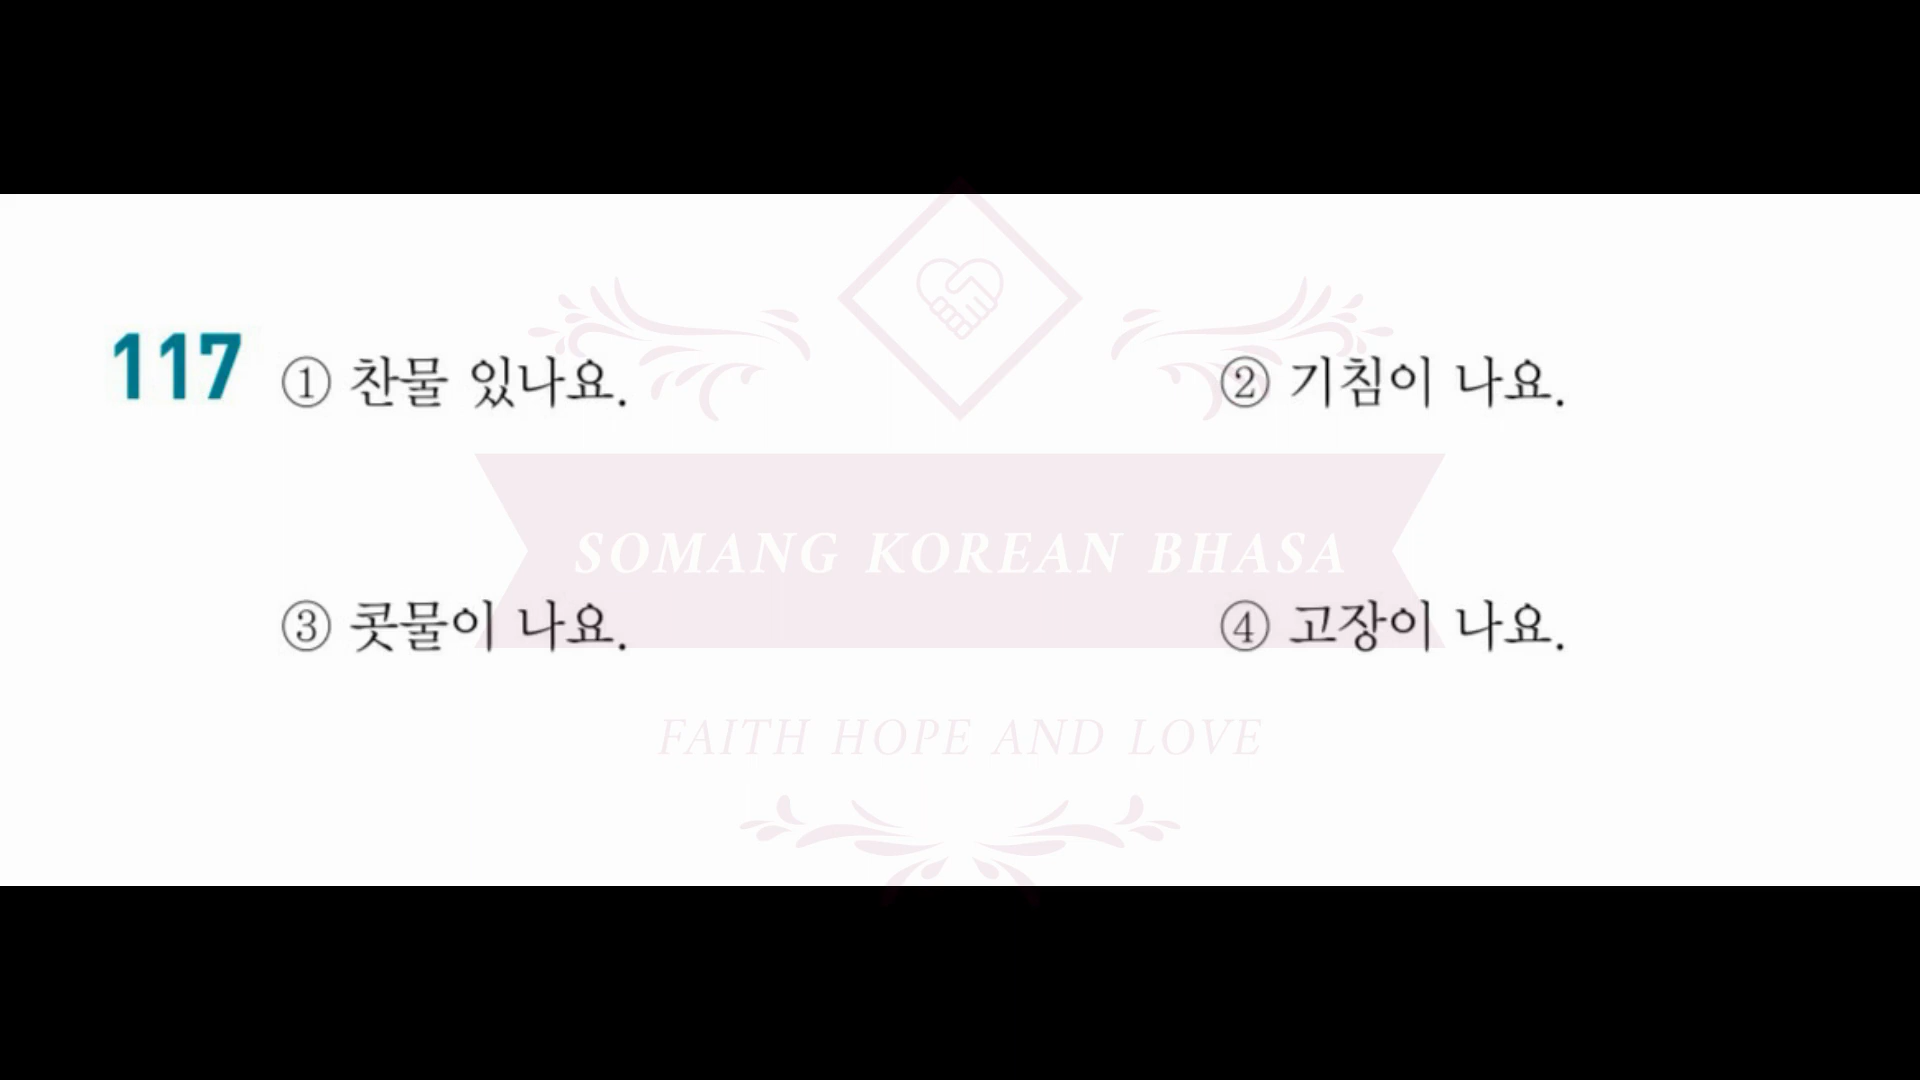 117 ① 찬물 있나요. ② 기침이 나요.
SOMANG KOREAN BHASA
③ 콧물이 나요. ④ 고장이 나요.
FAITH HOPE AND LOVE